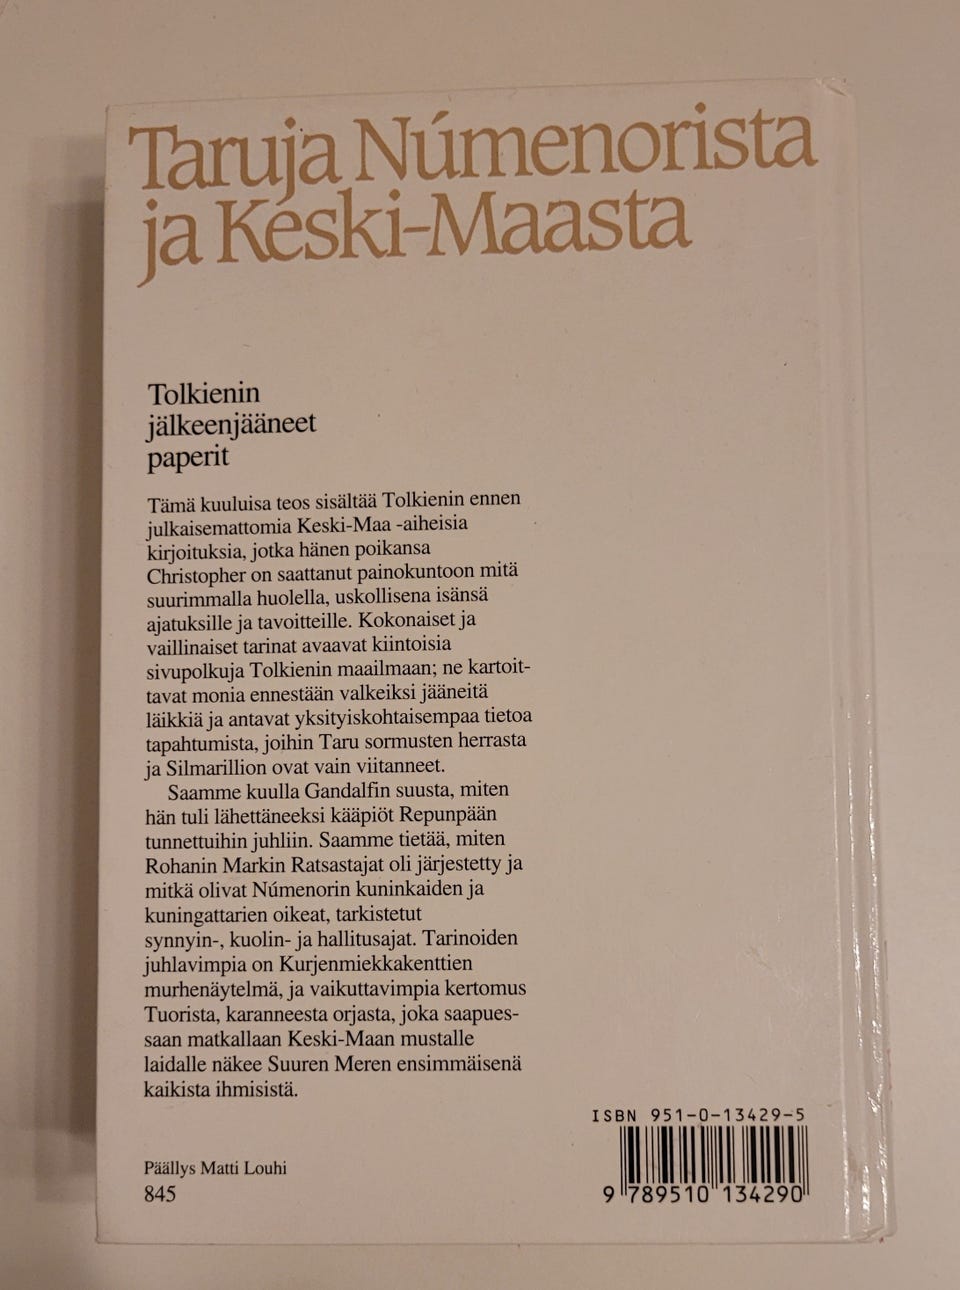 Taruja Númenorista
ja Keski-Maasta
Tolkienin
jälkeenjääneet
paperit
Tämä kuuluisa teos sisältää Tolkienin ennen
julkaisemattomia Keski-Maa -aiheisia
kirjoituksia, jotka hänen poikansa
Christopher on saattanut painokuntoon mitä
suurimmalla huolella, uskollisena isänsä
ajatuksille ja tavoitteille. Kokonaiset ja
vaillinaiset tarinat avaavat kiintoisia
sivupolkuja Tolkienin maailmaan; ne kartoit-
tavat monia ennestään valkeiksi jääneitä
läikkiä ja antavat yksityiskohtaisempaa tietoa
tapahtumista, joihin Taru sormusten herrasta
ja Silmarillion ovat vain viitanneet.
Saamme kuulla Gandalfin suusta, miten
hän tuli lähettäneeksi kääpiöt Repunpään
tunnettuihin juhliin. Saamme tietää, miten
Rohanin Markin Ratsastajat oli järjestetty ja
mitkä olivat Númenorin kuninkaiden ja
kuningattarien oikeat, tarkistetut
synnyin-, kuolin- ja hallitusajat. Tarinoiden
juhlavimpia on Kurjenmiekkakenttien
murhenäytelmä, ja vaikuttavimpia kertomus
Tuorista, karanneesta orjasta, joka saapues-
saan matkallaan Keski-Maan mustalle
laidalle näkee Suuren Meren ensimmäisenä
kaikista ihmisistä.
Päällys Matti Louhi
845
ISBN 951-0-13429-5
9 789510 134290